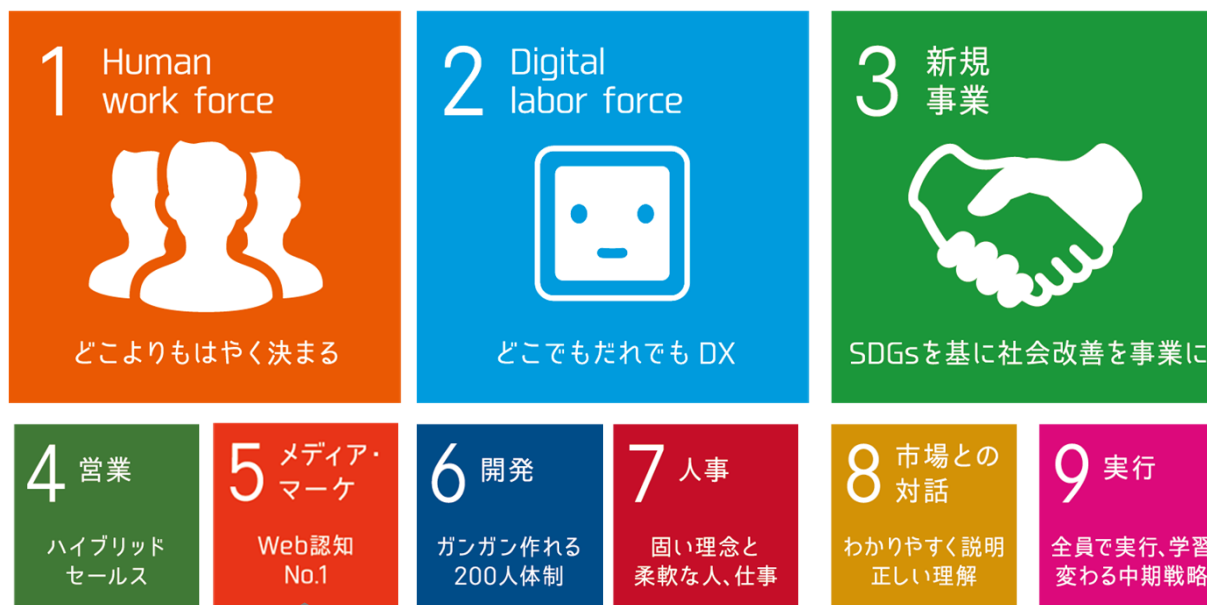 1 Human
work force
どこよりもはやく決まる
2 Digital
labor force
どこでもだれでも DX
3 新規
事業
SDGsを基に社会改善を事業に
4 営業
ハイブリッド
セールス
5 メディア・
マーケ
Web認知
No.1
6 開発
ガンガン作れる
200人体制
7 人事
固い理念と
柔軟な人、仕事
8 市場との
対話
わかりやすく説明
正しい理解
9 実行
全員で実行、学習
変わる中期戦略